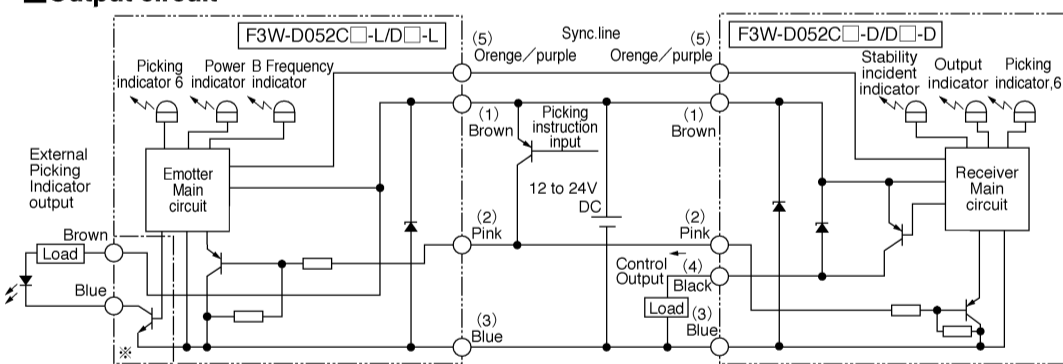 Output circuit
F3W-D052C□-L/D□-L
Picking
indicator 6
Power
indicator
B Frequency
indicator
(5)
Orenge/purple
Sync.line
(5)
Orenge/purple
F3W-D052C□-D/D□-D
Stability
incident
indicator
Output
indicator
Picking
indicator,6
External
Picking
Indicator
output
Emotter
Main
circuit
(1)
Brown
Picking
instruction
input
(1)
Brown
Receiver
Main
circuit
12 to 24V
DC
Brown
Load
Blue
(2)
Pink
(2)
Pink
Control
Output
(4)
Black
Load
(3)
Blue
(3)
Blue
※